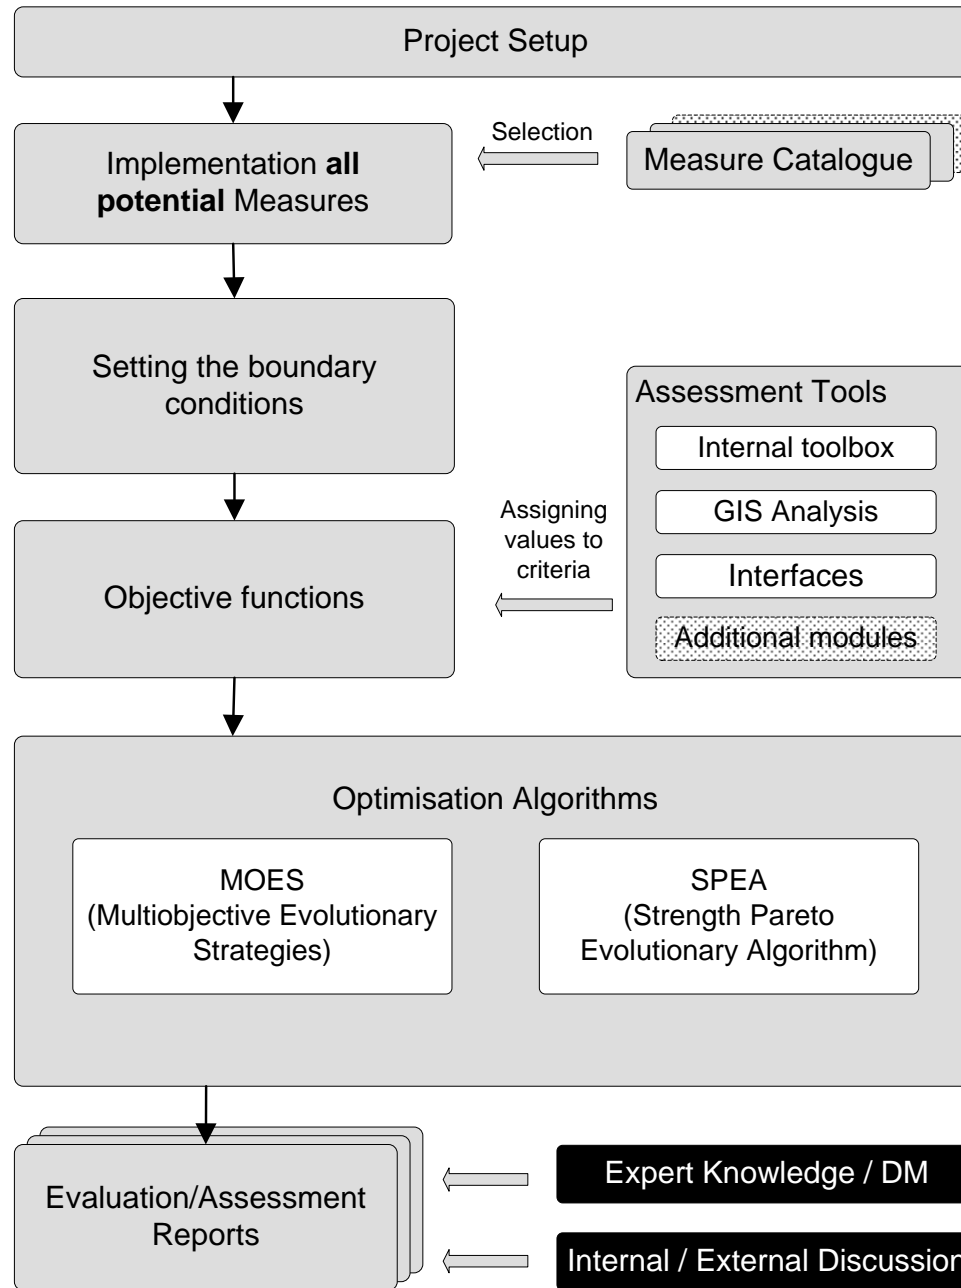 Project Setup
Selection
Implementation all
potential Measures
Measure Catalogue
Setting the boundary
conditions
Assessment Tools
Internal toolbox
GIS Analysis
Interfaces
Additional modules
Assigning
values to
criteria
Objective functions
Optimisation Algorithms
MOES
(Multiobjective Evolutionary
Strategies)
SPEA
(Strength Pareto
Evolutionary Algorithm)
Evaluation/Assessment
Reports
Expert Knowledge / DM
Internal / External Discussion